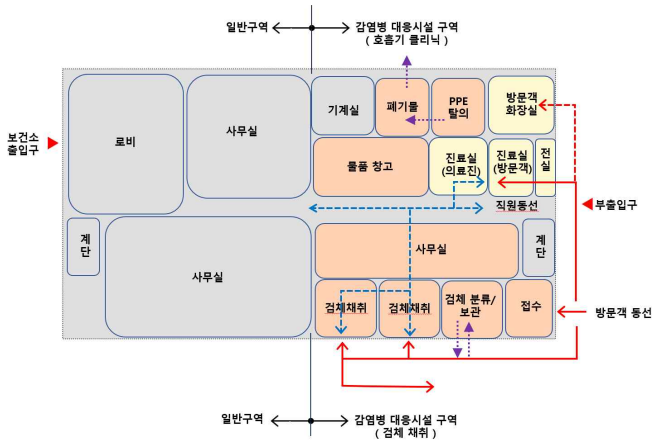 일반구역
감염병 대응시설 구역
( 호흡기 클리닉 )
보건소
출입구
로비
사무실
기계실
폐기물
PPE
탈의
방문객
화장실
물품 창고
진료실
(의료진)
진료실
(방문객)
전
실
직원동선
부출입구
계
단
사무실
사무실
계
단
검체채취
검체채취
검체 분류/
보관
접수
방문객 동선
일반구역
감염병 대응시설 구역
( 검체 채취 )